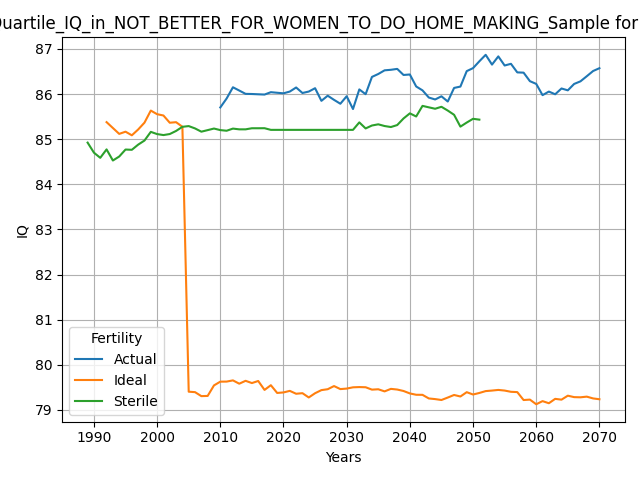 uartile_IQ_in_NOT_BETTER_FOR_WOMEN_TO_DO_HOME_MAKING_Sample for
87
86
85
84
83
82
81
80
79
IQ
Fertility
Actual
Ideal
Sterile
1990 2000 2010 2020 2030 2040 2050 2060 2070
Years